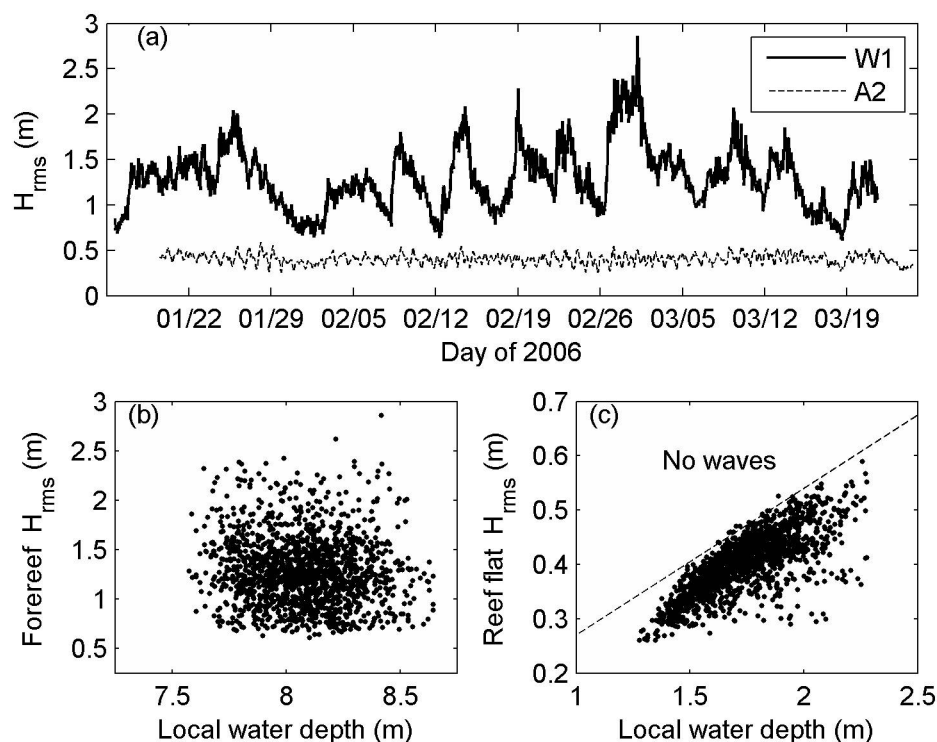 (a)
W1
A2
3
2.5
2
1.5
1
0.5
0
H_rms (m)
01/22 01/29 02/05 02/12 02/19 02/26 03/05 03/12 03/19
Day of 2006
(b)
3
2.5
2
1.5
1
0.5
Forereef H_rms (m)
7.5 8 8.5
Local water depth (m)
(c)
No waves
0.7
0.6
0.5
0.4
0.3
0.2
Reef flat H_rms (m)
1 1.5 2 2.5
Local water depth (m)